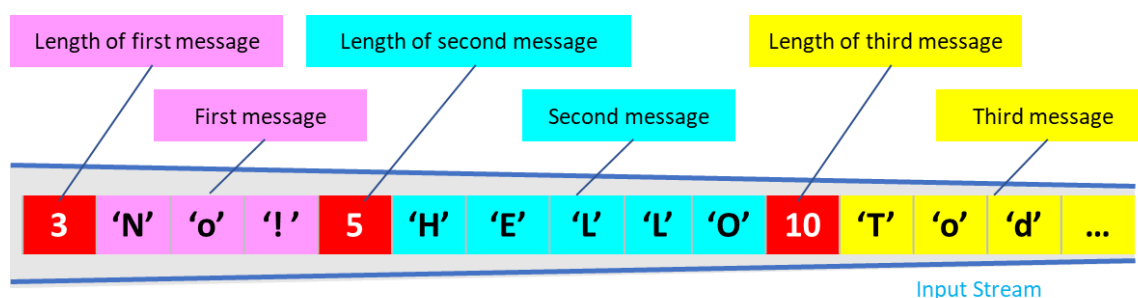 Length of first message
Length of second message
Length of third message
First message
Second message
Third message
3 ‘N’ ‘o’ ‘!’ 5 ‘H’ ‘E’ ‘L’ ‘L’ ‘O’ 10 ‘T’ ‘o’ ‘d’ ...
Input Stream